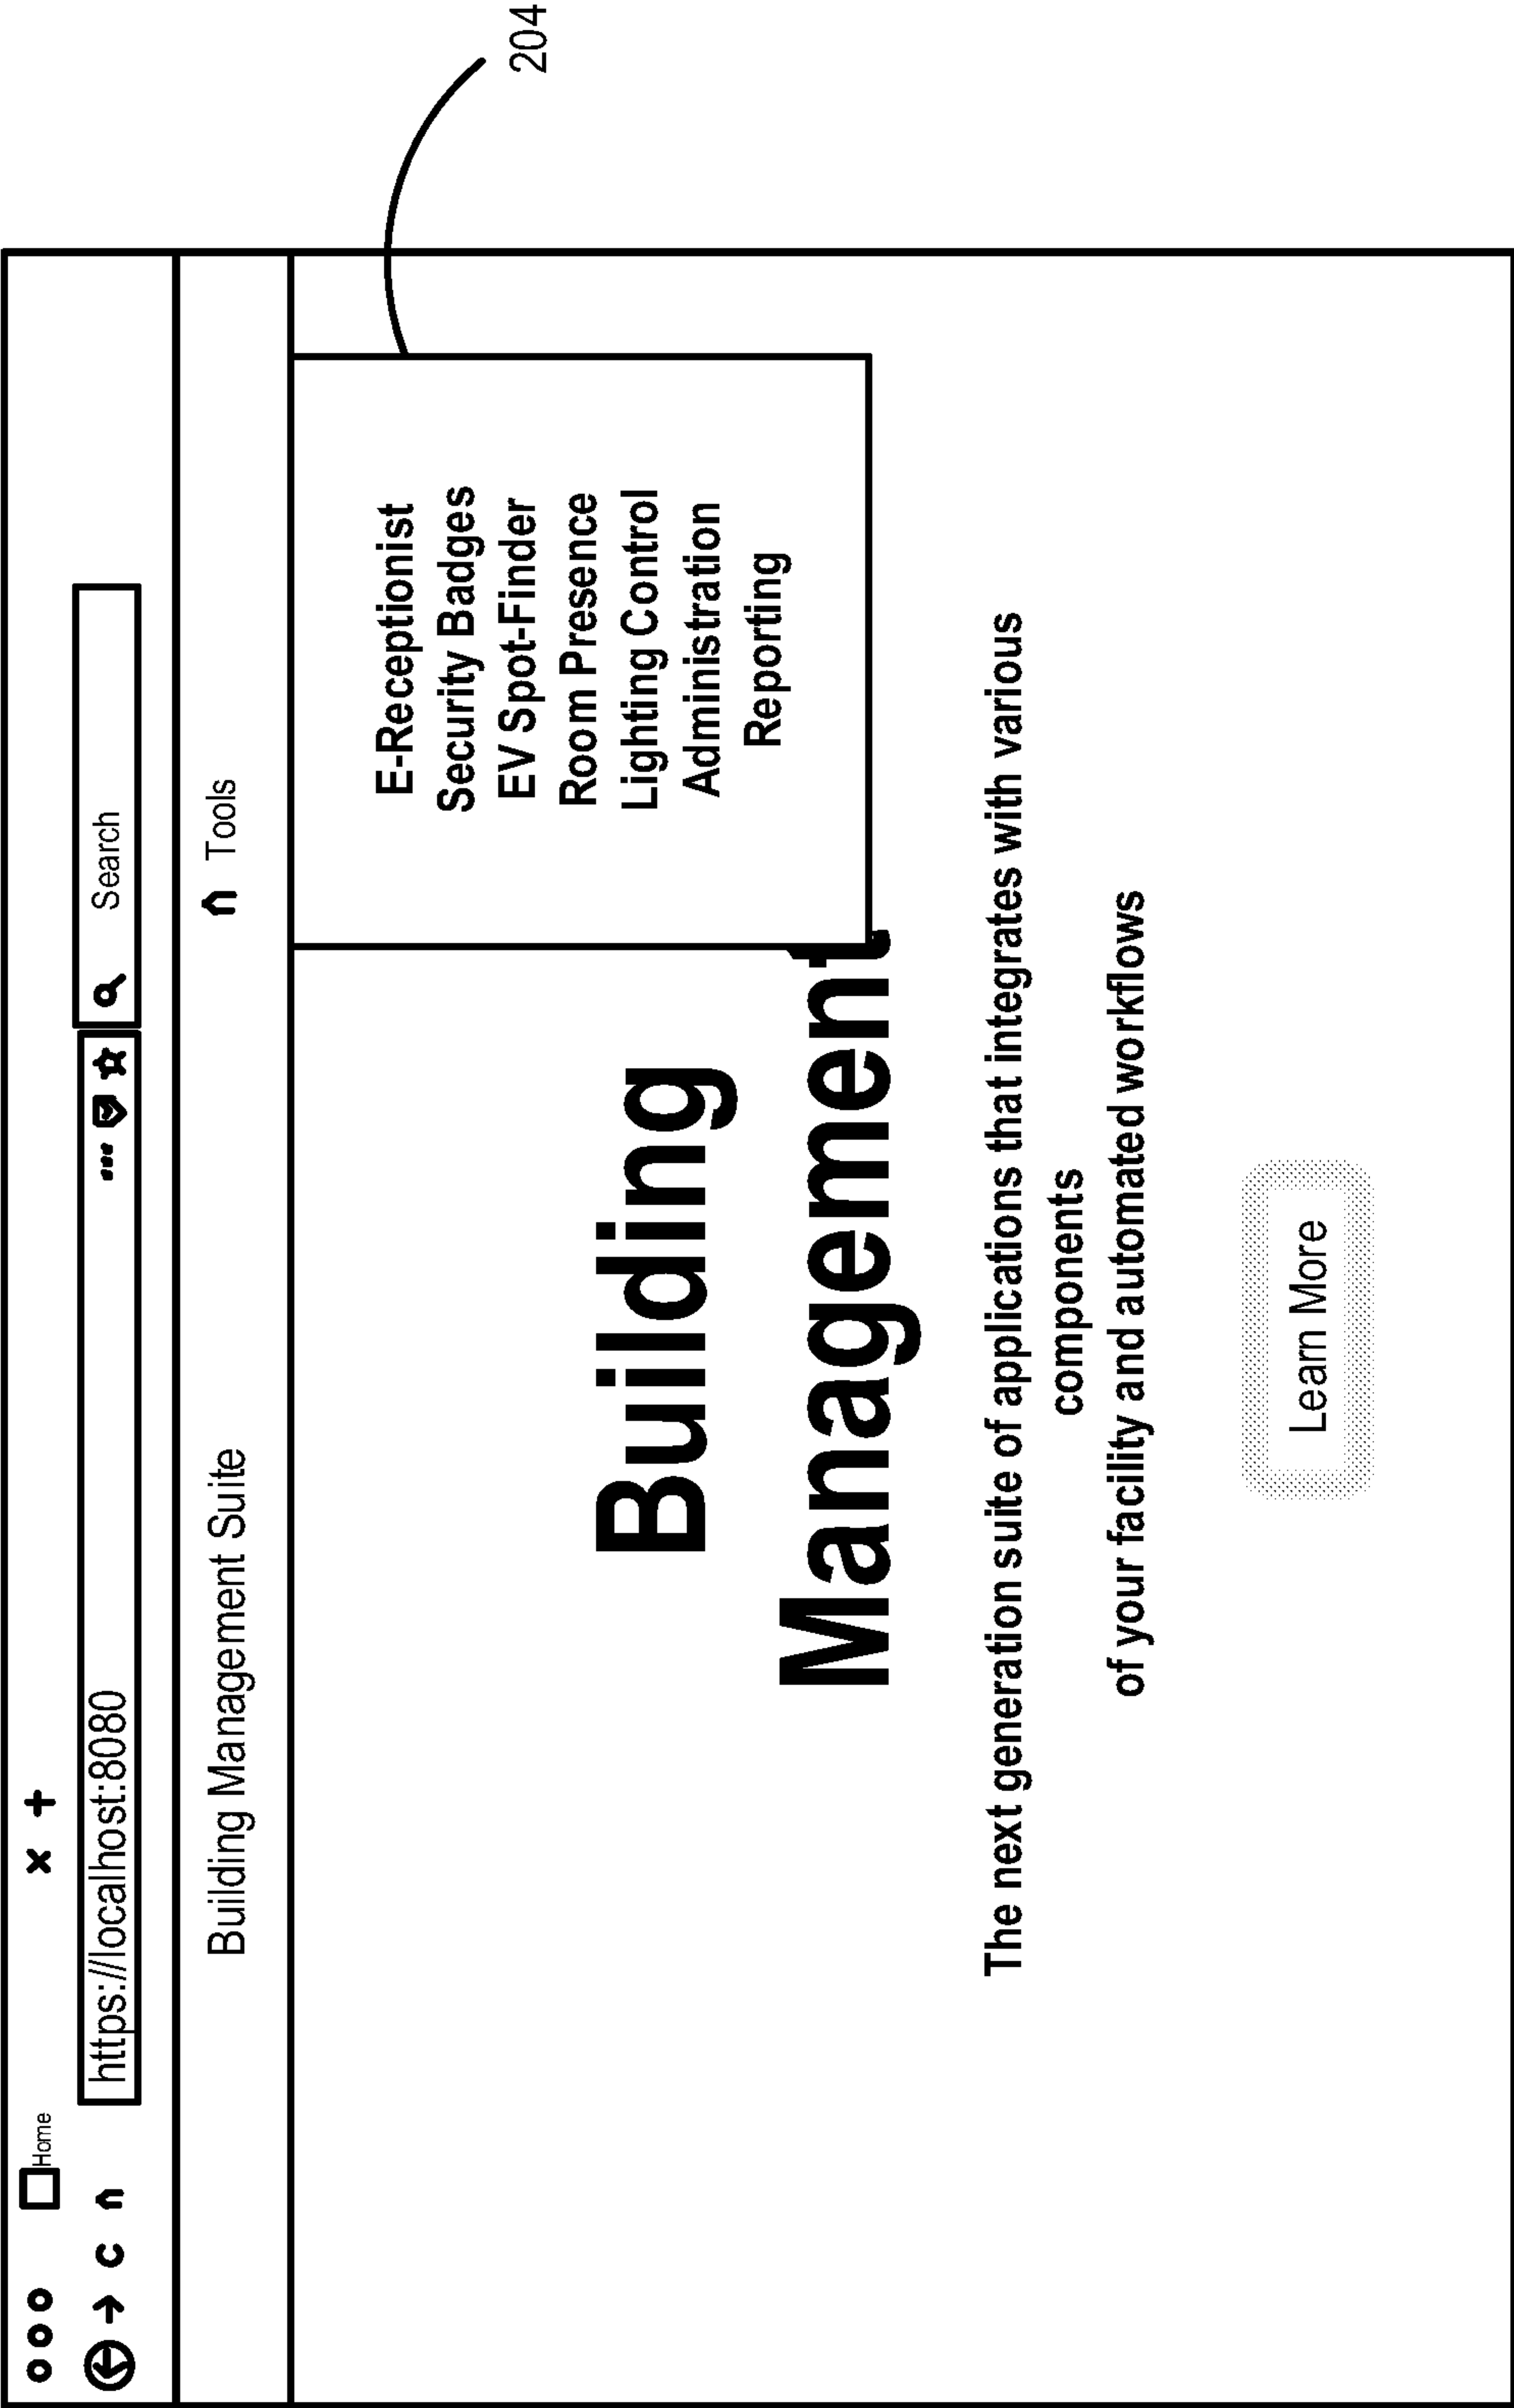 Home
https://localhost:8080
Search
Building Management Suite
Tools
204
E-Receptionist
Security Badges
EV Spot-Finder
Room Presence
Lighting Control
Administration
Reporting
Building
Management
The next generation suite of applications that integrates with various
components
of your facility and automated workflows
Learn More